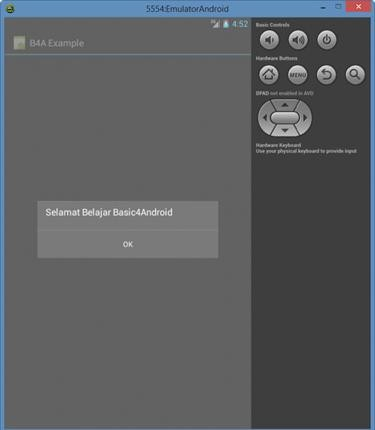 5554:EmulatorAndroid
4:52
B4A Example
Selamat Belajar Basic4Android
OK
Basic Controls
Hardware Buttons
MENU
DPAD not enabled in AVD
Hardware Keyboard
Use your physical keyboard to provide input